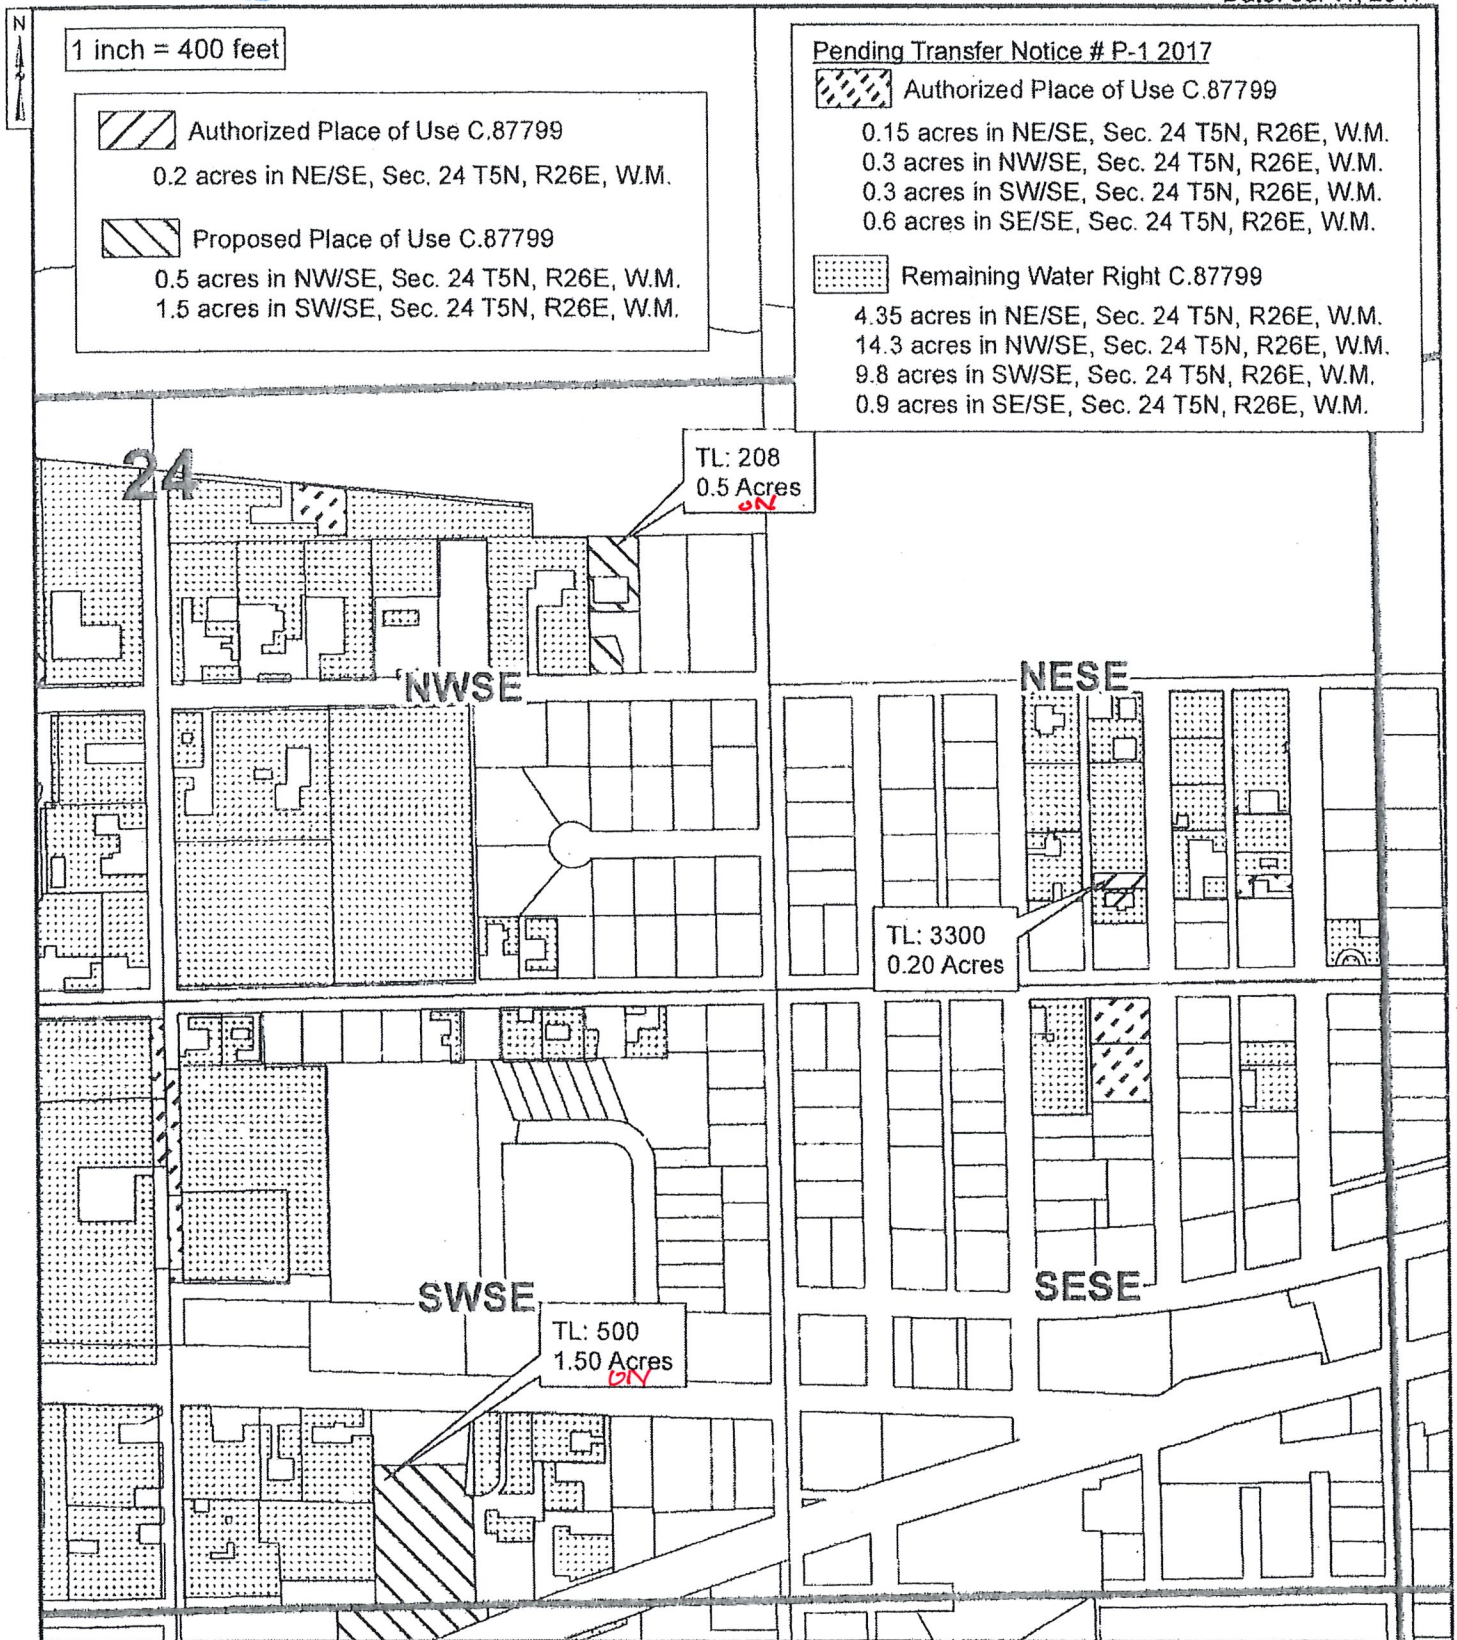 N
1 inch = 400 feet
Authorized Place of Use C.87799
0.2 acres in NE/SE, Sec. 24 T5N, R26E, W.M.
Proposed Place of Use C.87799
0.5 acres in NW/SE, Sec. 24 T5N, R26E, W.M.
1.5 acres in SW/SE, Sec. 24 T5N, R26E, W.M.
Pending Transfer Notice # P-1 2017
Authorized Place of Use C.87799
0.15 acres in NE/SE, Sec. 24 T5N, R26E, W.M.
0.3 acres in NW/SE, Sec. 24 T5N, R26E, W.M.
0.3 acres in SW/SE, Sec. 24 T5N, R26E, W.M.
0.6 acres in SE/SE, Sec. 24 T5N, R26E, W.M.
Remaining Water Right C.87799
4.35 acres in NE/SE, Sec. 24 T5N, R26E, W.M.
14.3 acres in NW/SE, Sec. 24 T5N, R26E, W.M.
9.8 acres in SW/SE, Sec. 24 T5N, R26E, W.M.
0.9 acres in SE/SE, Sec. 24 T5N, R26E, W.M.
24
TL: 208
0.5 Acres
ON
NWSE
NESE
TL: 3300
0.20 Acres
SWSE
SESE
TL: 500
1.50 Acres
ON